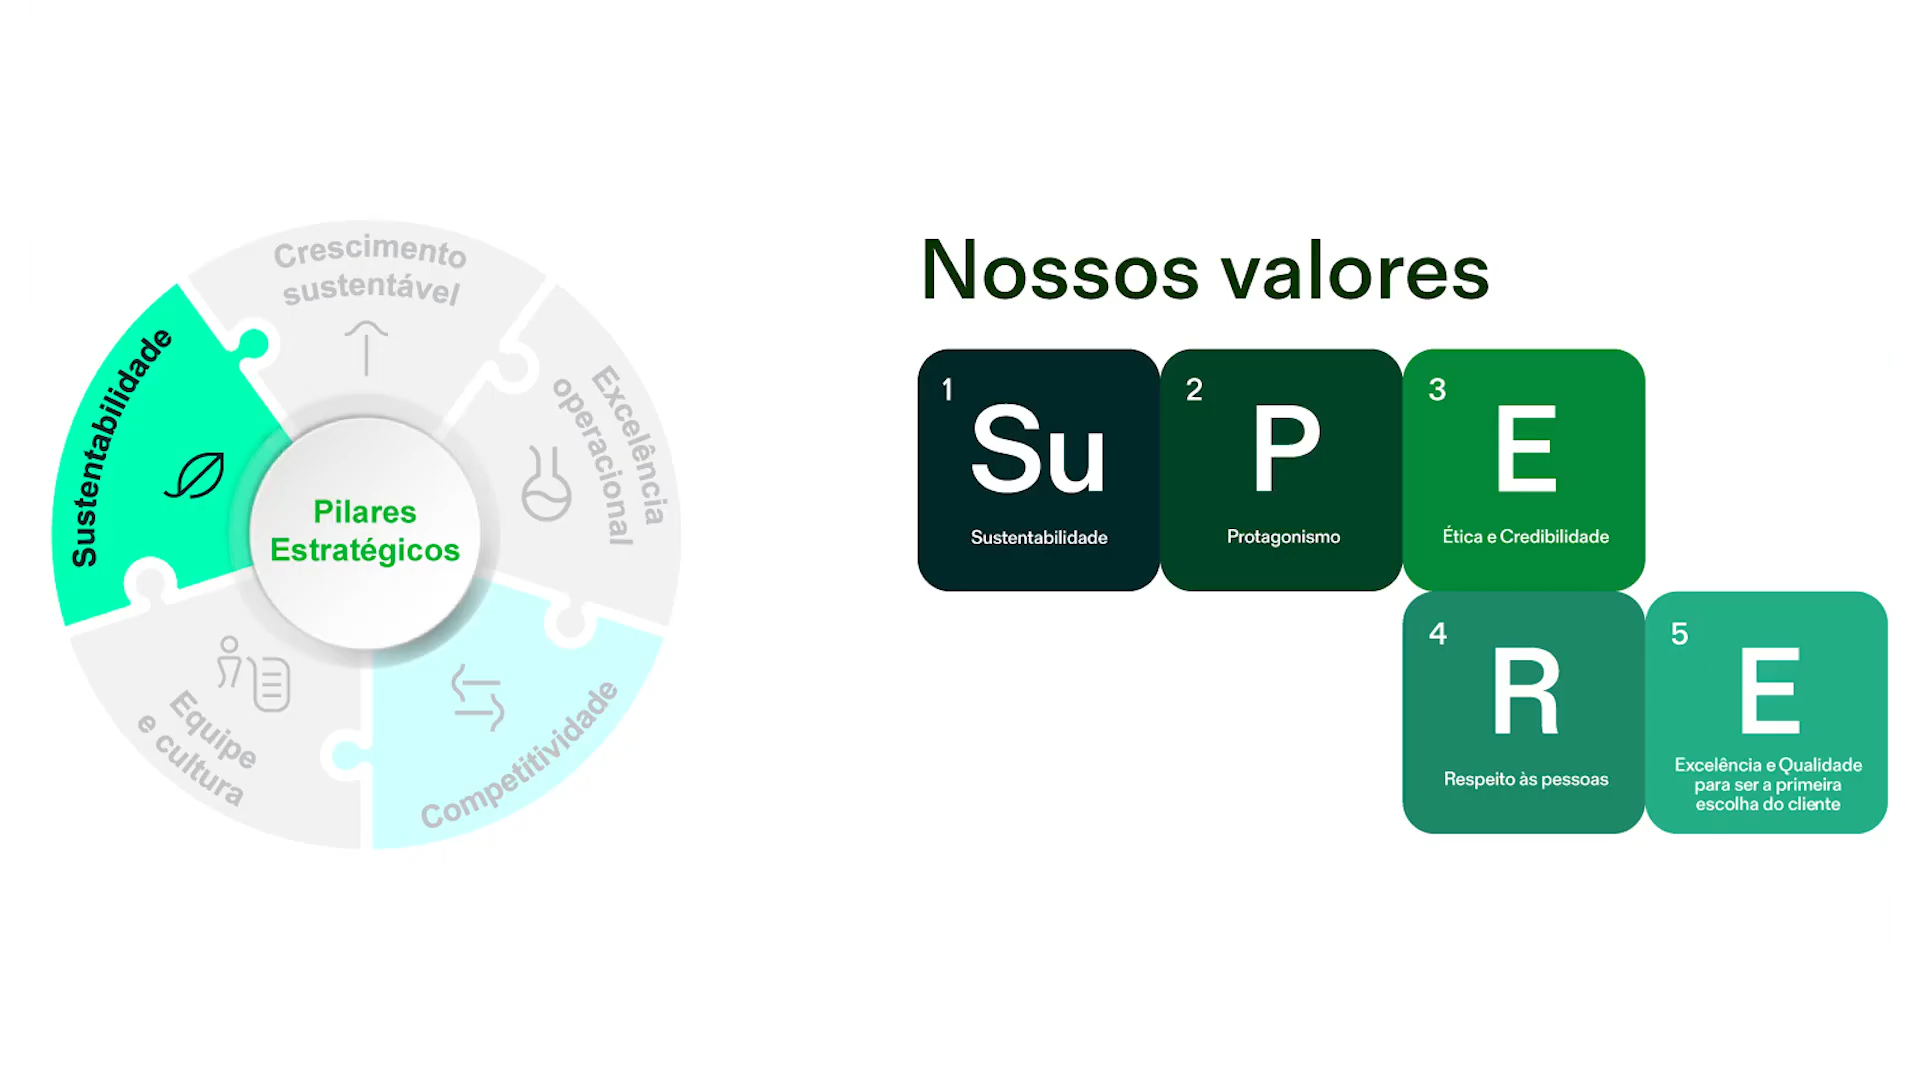 Crescimento
sustentável
Excelência
operacional
Sustentabilidade
Pilares
Estratégicos
Equipe
e cultura
Competitividade
Nossos valores
1
Su
Sustentabilidade
2
P
Protagonismo
3
E
Ética e Credibilidade
4
R
Respeito às pessoas
5
E
Excelência e Qualidade
para ser a primeira
escolha do cliente